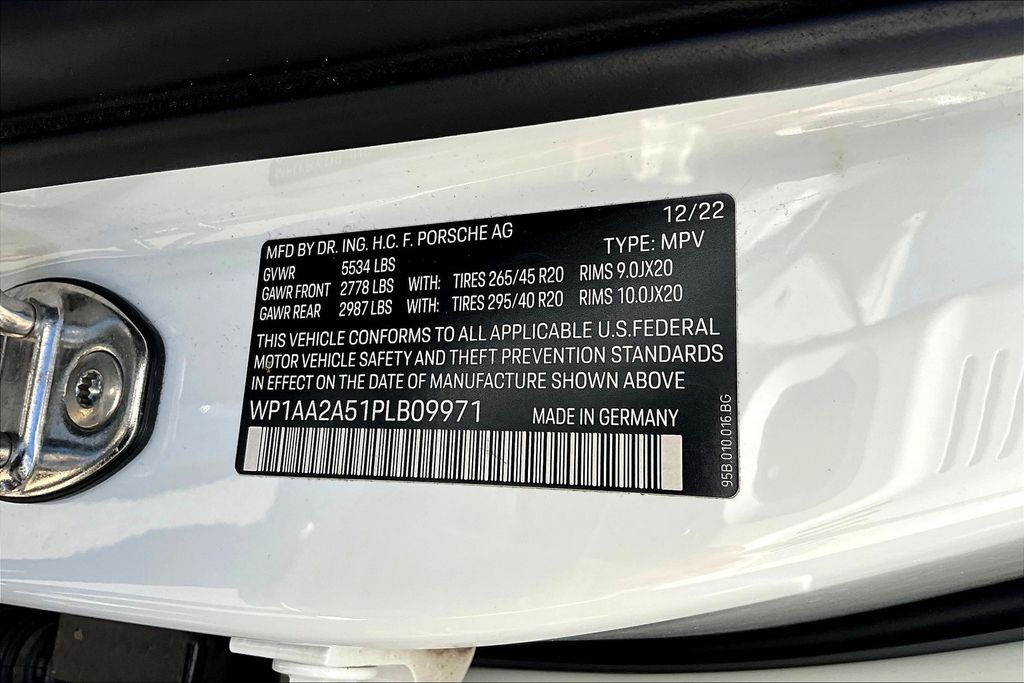 12/22
MFD BY DR. ING. H.C. F. PORSCHE AG
TYPE: MPV
GVWR 5534 LBS
GAWR FRONT 2778 LBS WITH: TIRES 265/45 R20 RIMS 9.0JX20
GAWR REAR 2987 LBS WITH: TIRES 295/40 R20 RIMS 10.0JX20
THIS VEHICLE CONFORMS TO ALL APPLICABLE U.S.FEDERAL
MOTOR VEHICLE SAFETY AND THEFT PREVENTION STANDARDS
IN EFFECT ON THE DATE OF MANUFACTURE SHOWN ABOVE
WP1AA2A51PLB09971 MADE IN GERMANY
95B.010.016.BG